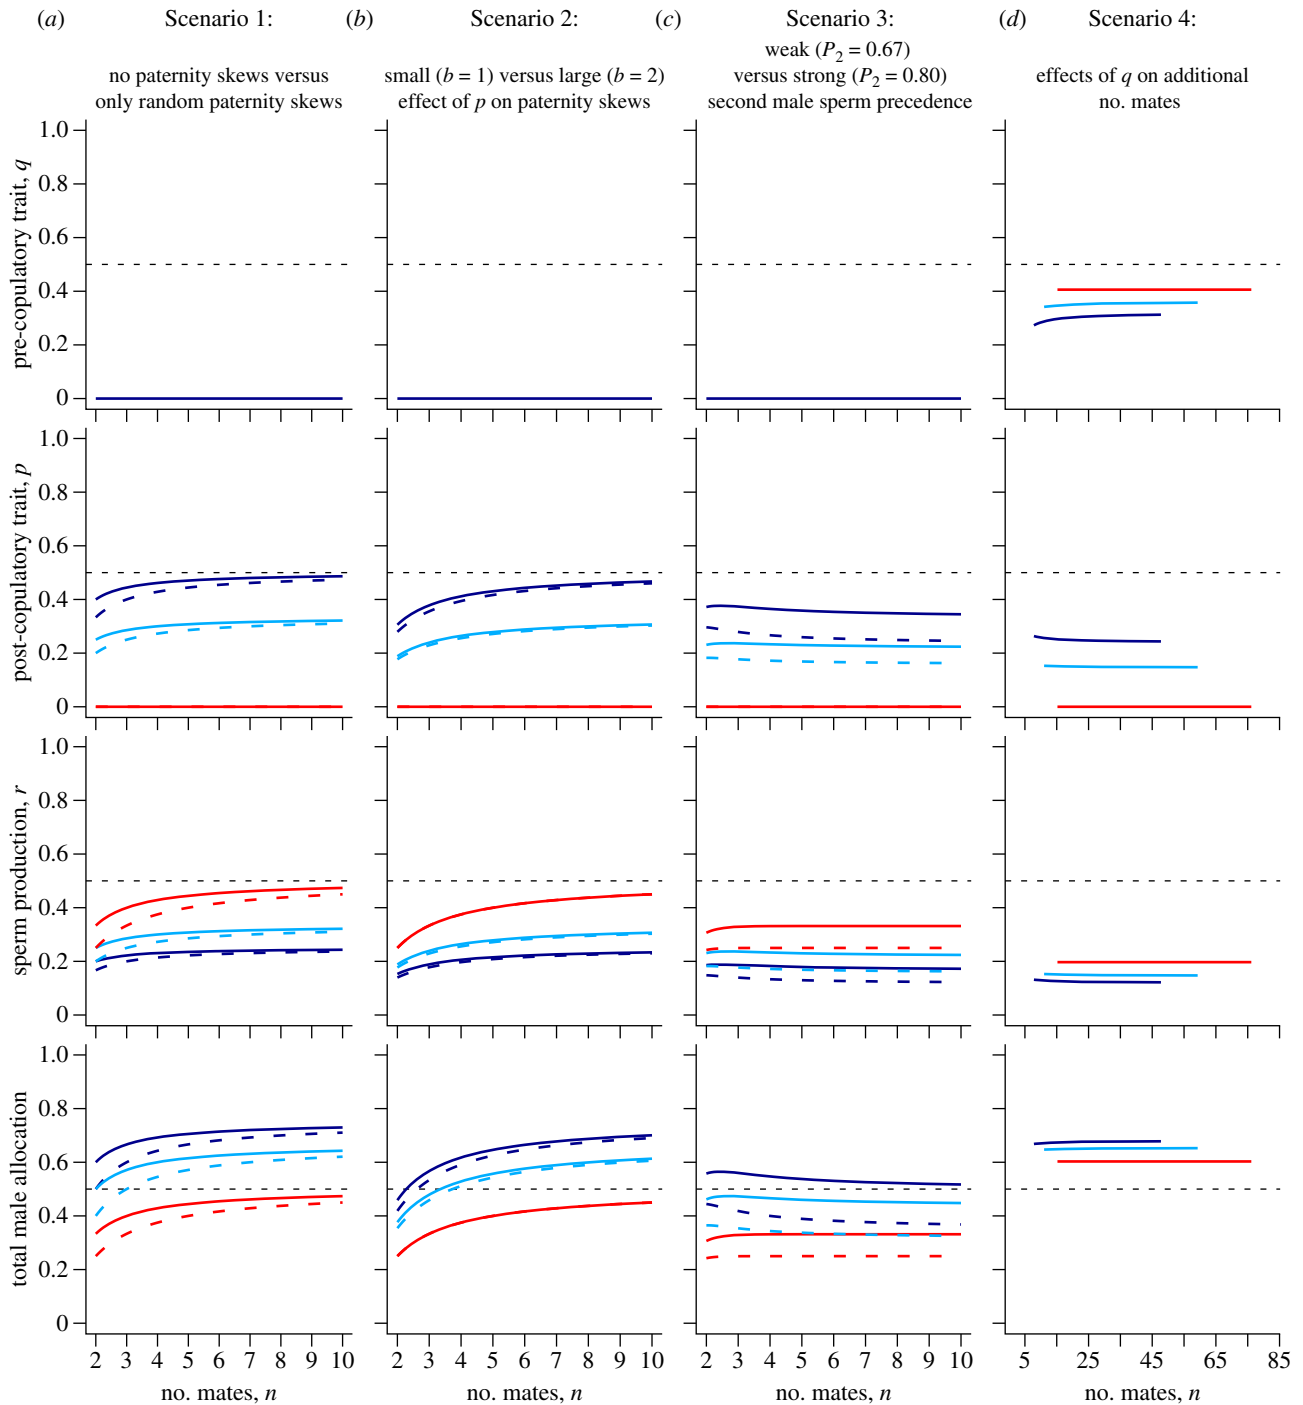 (a) Scenario 1:
no paternity skews versus
only random paternity skews
(b) Scenario 2:
small (b = 1) versus large (b = 2)
effect of p on paternity skews
(c) Scenario 3:
weak (P2 = 0.67)
versus strong (P2 = 0.80)
second male sperm precedence
(d) Scenario 4:
effects of q on additional
no. mates
pre-copulatory trait, q
1.0
0.8
0.6
0.4
0.2
0
post-copulatory trait, p
1.0
0.8
0.6
0.4
0.2
0
sperm production, r
1.0
0.8
0.6
0.4
0.2
0
total male allocation
1.0
0.8
0.6
0.4
0.2
0
2 3 4 5 6 7 8 9 10
no. mates, n
2 3 4 5 6 7 8 9 10
no. mates, n
2 3 4 5 6 7 8 9 10
no. mates, n
5 25 45 65 85
no. mates, n